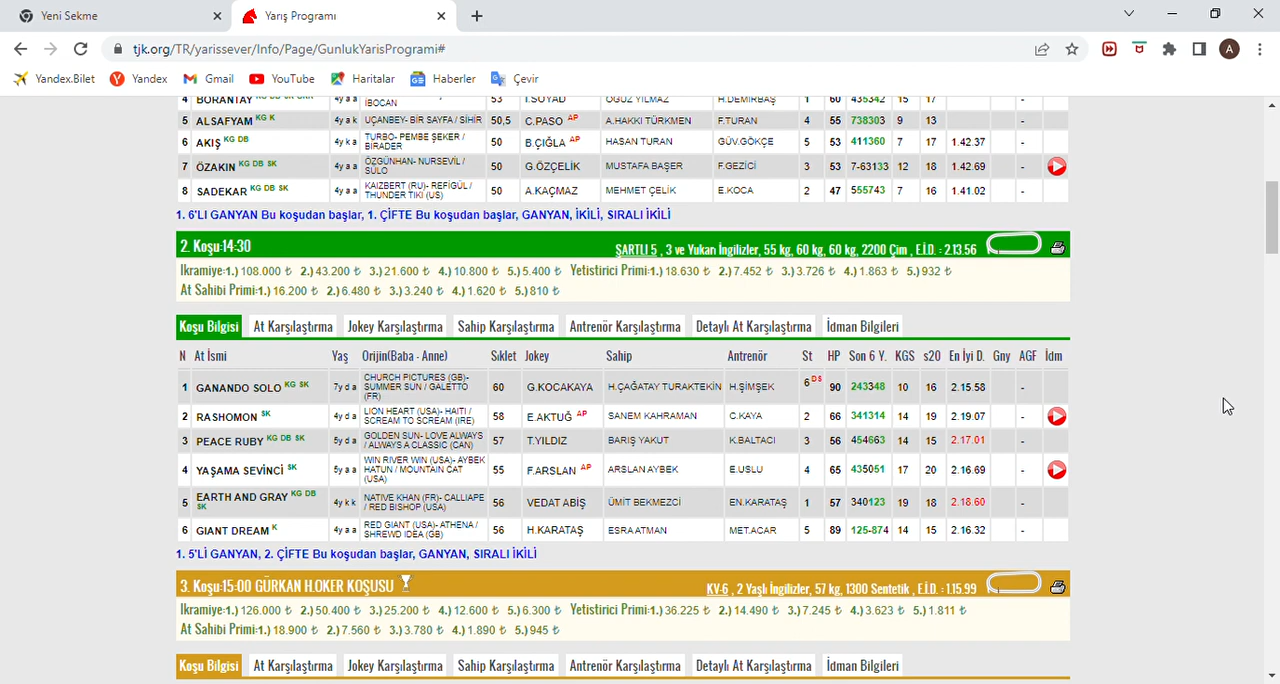 Yeni Sekme
Yarış Programı
tjk.org/TR/yarissever/Info/Page/GunlukYarisProgrami#
A
Yandex.Bilet Yandex Gmail YouTube Haritalar Haberler Çevir
4 BORANTAY KG DB SK GKR İBOCAN 53 T.SOYAD OĞUZ YILMAZ H.DEMİRBAŞ 1 60 435342 15 17 -
5 ALSAFYAM KG K 4y a k UÇANBEY- BİR SAYFA / SİHİR 50,5 C.PASO AP A.HAKKI TÜRKMEN F.TURAN 4 55 738303 9 13 -
6 AKIŞ KG DB 4y k a TURBO- PEMBE ŞEKER / BİRADER 50 B.ÇIĞLA AP HASAN TURAN GÜV.GÖKÇE 5 53 411360 7 17 1.42.37 -
7 ÖZAKIN KG DB SK 4y a a ÖZGÜNHAN- NURSEVİL / SULO 50 G.ÖZÇELİK MUSTAFA BAŞER F.GEZİCİ 3 53 7-63133 12 18 1.42.69 -
8 SADEKAR KG DB SK 4y a a KAIZBERT (RU)- REFİGÜL / THUNDER TIKI (US) 50 A.KAÇMAZ MEHMET ÇELİK E.KOCA 2 47 555743 7 16 1.41.02 -
1. 6'LI GANYAN Bu koşudan başlar, 1. ÇİFTE Bu koşudan başlar, GANYAN, İKİLİ, SIRALI İKİLİ
2. Koşu:14:30 ŞARTLI 5 , 3 ve Yukarı İngilizler, 55 kg, 60 kg, 60 kg, 2200 Çim , E.İ.D. : 2.13.56
İkramiye:1.) 108.000 ₺ 2.) 43.200 ₺ 3.) 21.600 ₺ 4.) 10.800 ₺ 5.) 5.400 ₺ Yetistirici Primi:1.) 18.630 ₺ 2.) 7.452 ₺ 3.) 3.726 ₺ 4.) 1.863 ₺ 5.) 932 ₺
At Sahibi Primi:1.) 16.200 ₺ 2.) 6.480 ₺ 3.) 3.240 ₺ 4.) 1.620 ₺ 5.) 810 ₺
Koşu Bilgisi At Karşılaştırma Jokey Karşılaştırma Sahip Karşılaştırma Antrenör Karşılaştırma Detaylı At Karşılaştırma İdman Bilgileri
N At İsmi Yaş Orijin(Baba - Anne) Sıklet Jokey Sahip Antrenör St HP Son 6 Y. KGS s20 En İyi D. Gny AGF İdm
1 GANANDO SOLO KG SK 7y d a CHURCH PICTURES (GB)- SUMMER SUN / GALETTO (FR) 60 G.KOCAKAYA H.ÇAĞATAY TURAKTEKİN H.ŞİMŞEK 6 DS 90 243348 10 16 2.15.58 -
2 RASHOMON SK 4y d a LION HEART (USA)- HAITI / SCREAM TO SCREAM (IRE) 58 E.AKTUĞ AP SANEM KAHRAMAN C.KAYA 2 66 341314 14 19 2.19.07 -
3 PEACE RUBY KG DB SK 5y d a GOLDEN SUN- LOVE ALWAYS / ALWAYS A CLASSIC (CAN) 57 T.YILDIZ BARIŞ YAKUT K.BALTACI 3 56 454663 14 15 2.17.01 -
4 YAŞAMA SEVİNCİ SK 5y a a WIN RIVER WIN (USA)- AYBEK HATUN / MOUNTAIN CAT (USA) 55 F.ARSLAN AP ARSLAN AYBEK E.USLU 4 65 435051 17 20 2.16.69 -
5 EARTH AND GRAY KG DB SK 4y k k NATIVE KHAN (FR)- CALLIAPE / RED BISHOP (USA) 56 VEDAT ABİŞ ÜMİT BEKMEZCİ EN.KARATAŞ 1 57 340123 19 18 2.18.60 -
6 GIANT DREAM K 4y a a RED GIANT (USA)- ATHENA / SHREWD IDEA (GB) 56 H.KARATAŞ ESRA ATMAN MET.ACAR 5 89 125-874 14 15 2.16.32 -
1. 5'Lİ GANYAN, 2. ÇİFTE Bu koşudan başlar, GANYAN, SIRALI İKİLİ
3. Koşu:15:00 GÜRKAN H.OKER KOŞUSU KV-6 , 2 Yaşlı İngilizler, 57 kg, 1300 Sentetik , E.İ.D. : 1.15.99
İkramiye:1.) 126.000 ₺ 2.) 50.400 ₺ 3.) 25.200 ₺ 4.) 12.600 ₺ 5.) 6.300 ₺ Yetistirici Primi:1.) 36.225 ₺ 2.) 14.490 ₺ 3.) 7.245 ₺ 4.) 3.623 ₺ 5.) 1.811 ₺
At Sahibi Primi:1.) 18.900 ₺ 2.) 7.560 ₺ 3.) 3.780 ₺ 4.) 1.890 ₺ 5.) 945 ₺
Koşu Bilgisi At Karşılaştırma Jokey Karşılaştırma Sahip Karşılaştırma Antrenör Karşılaştırma Detaylı At Karşılaştırma İdman Bilgileri